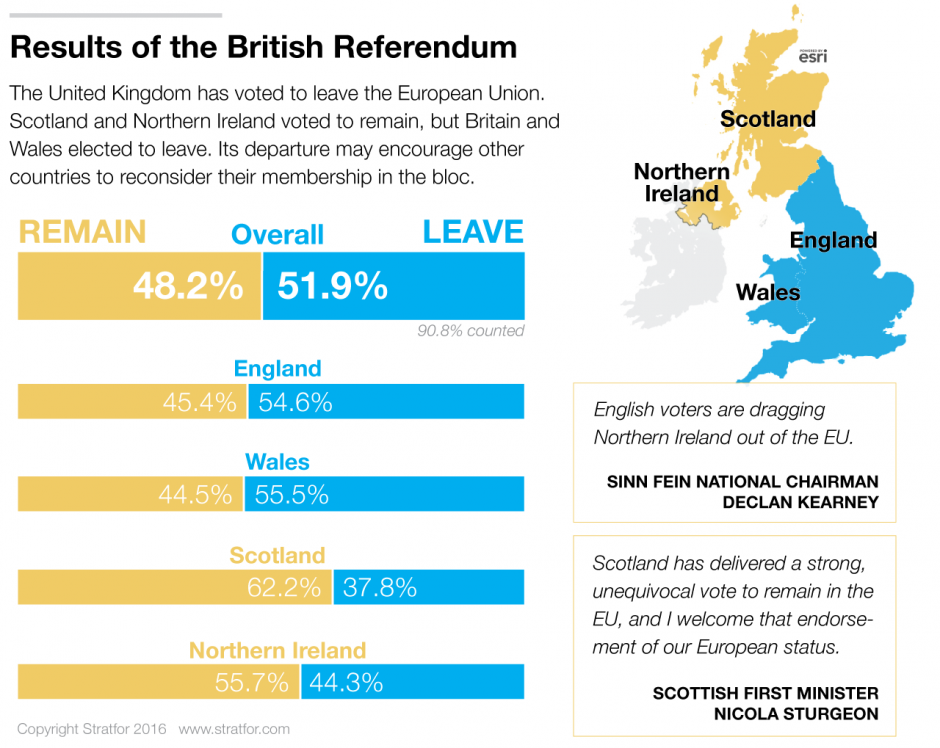 Results of the British Referendum
The United Kingdom has voted to leave the European Union.
Scotland and Northern Ireland voted to remain, but Britain and
Wales elected to leave. Its departure may encourage other
countries to reconsider their membership in the bloc.
REMAIN Overall LEAVE
48.2% 51.9%
90.8% counted
England
45.4% 54.6%
Wales
44.5% 55.5%
Scotland
62.2% 37.8%
Northern Ireland
55.7% 44.3%
Copyright Stratfor 2016 www.stratfor.com
POWERED BY
esri
Scotland
Northern
Ireland
England
Wales
English voters are dragging
Northern Ireland out of the EU.
SINN FEIN NATIONAL CHAIRMAN
DECLAN KEARNEY
Scotland has delivered a strong,
unequivocal vote to remain in the
EU, and I welcome that endorse-
ment of our European status.
SCOTTISH FIRST MINISTER
NICOLA STURGEON